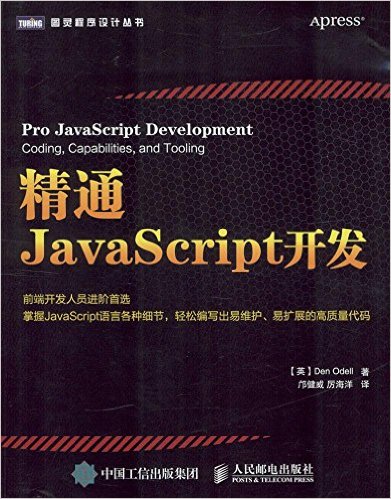 TURING 图灵程序设计丛书
Apress®
Pro JavaScript Development
Coding, Capabilities, and Tooling
精通
JavaScript开发
前端开发人员进阶首选
掌握JavaScript语言各种细节，轻松编写出易维护、易扩展的高质量代码
【英】Den Odell 著
邝健威 厉海洋 译
中国工信出版集团
人民邮电出版社
POSTS & TELECOM PRESS